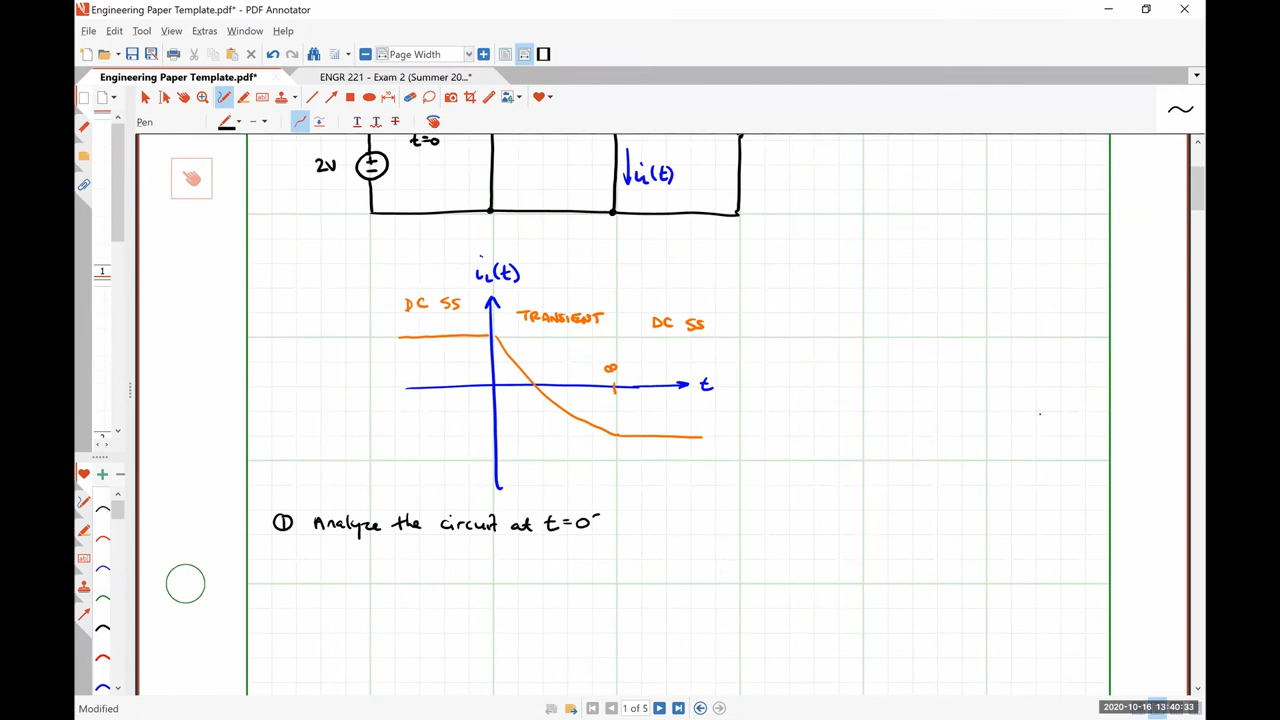 Engineering Paper Template.pdf* - PDF Annotator
File Edit Tool View Extras Window Help
Page Width
Engineering Paper Template.pdf*
ENGR 221 - Exam 2 (Summer 20..."
Pen
T T T
t=0
2V
iL(t)
iL(t)
DC SS
TRANSIENT
DC SS
∞
t
1
① Analyze the circuit at t=0⁻
Modified
1 of 5
2020-10-16 13:40:33